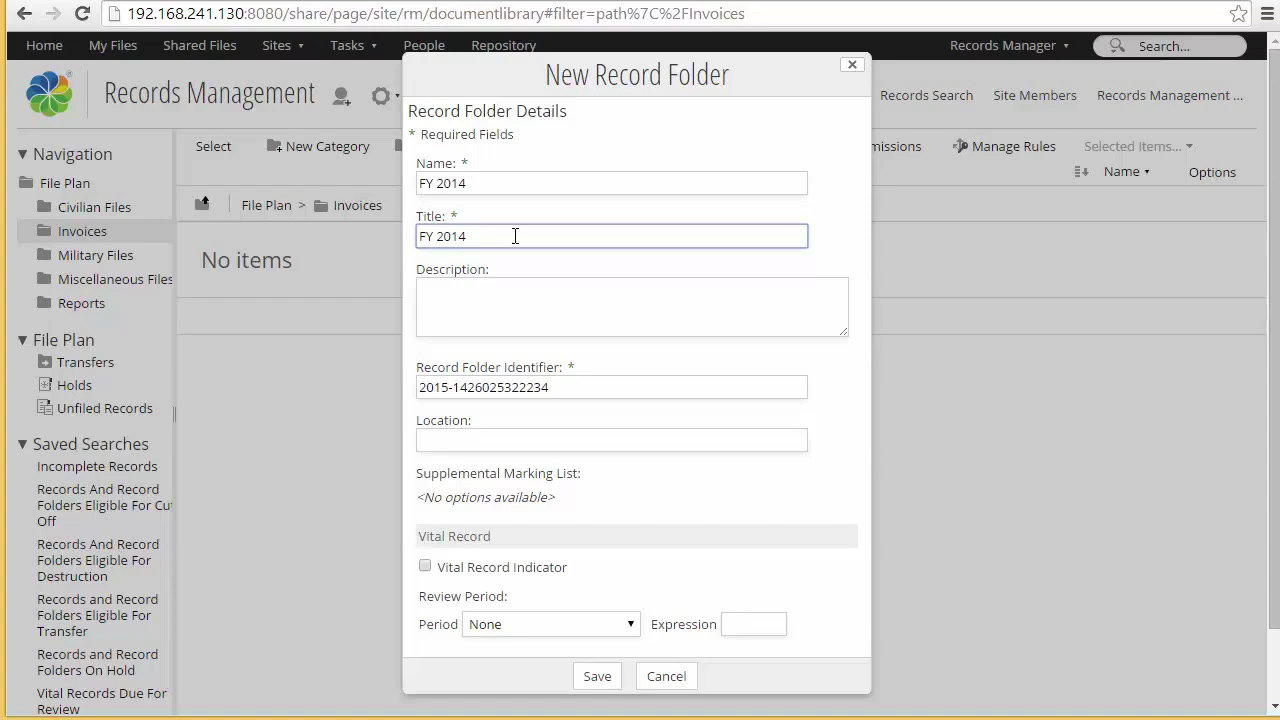 192.168.241.130:8080/share/page/site/rm/documentlibrary#filter=path%7C%2FInvoices
Home My Files Shared Files Sites Tasks People Repository Records Manager Search...
Records Management Records Search Site Members Records Management ...
New Record Folder
Record Folder Details
* Required Fields
Name: *
FY 2014
Title: *
FY 2014
Description:
Record Folder Identifier: *
2015-1426025322234
Location:
Supplemental Marking List:
<No options available>
Vital Record
Vital Record Indicator
Review Period:
Period None Expression
Save Cancel
Navigation
File Plan
Civilian Files
Invoices
Military Files
Miscellaneous Files
Reports
File Plan
Transfers
Holds
Unfiled Records
Saved Searches
Incomplete Records
Records And Record
Folders Eligible For Cut
Off
Records And Record
Folders Eligible For
Destruction
Records and Record
Folders Eligible For
Transfer
Records and Record
Folders On Hold
Vital Records Due For
Review
Select New Category missions Manage Rules Selected Items...
Name Options
File Plan > Invoices
No items